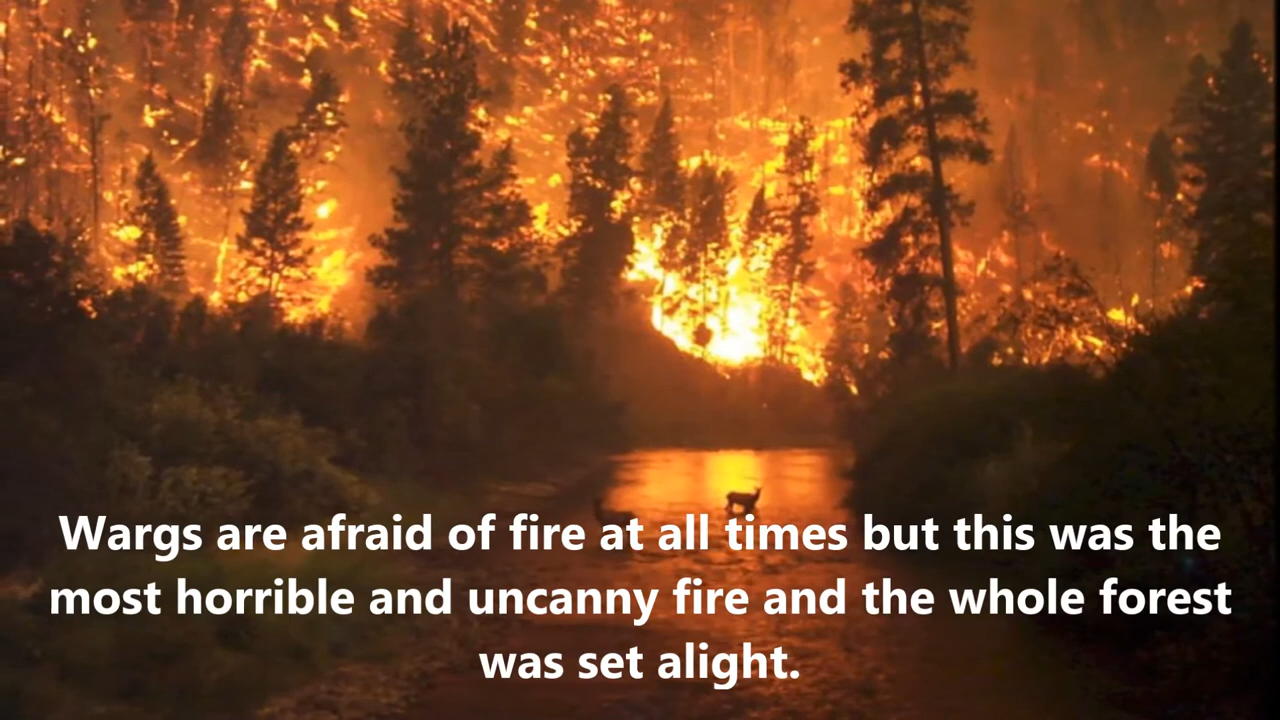 Wargs are afraid of fire at all times but this was the
most horrible and uncanny fire and the whole forest
was set alight.